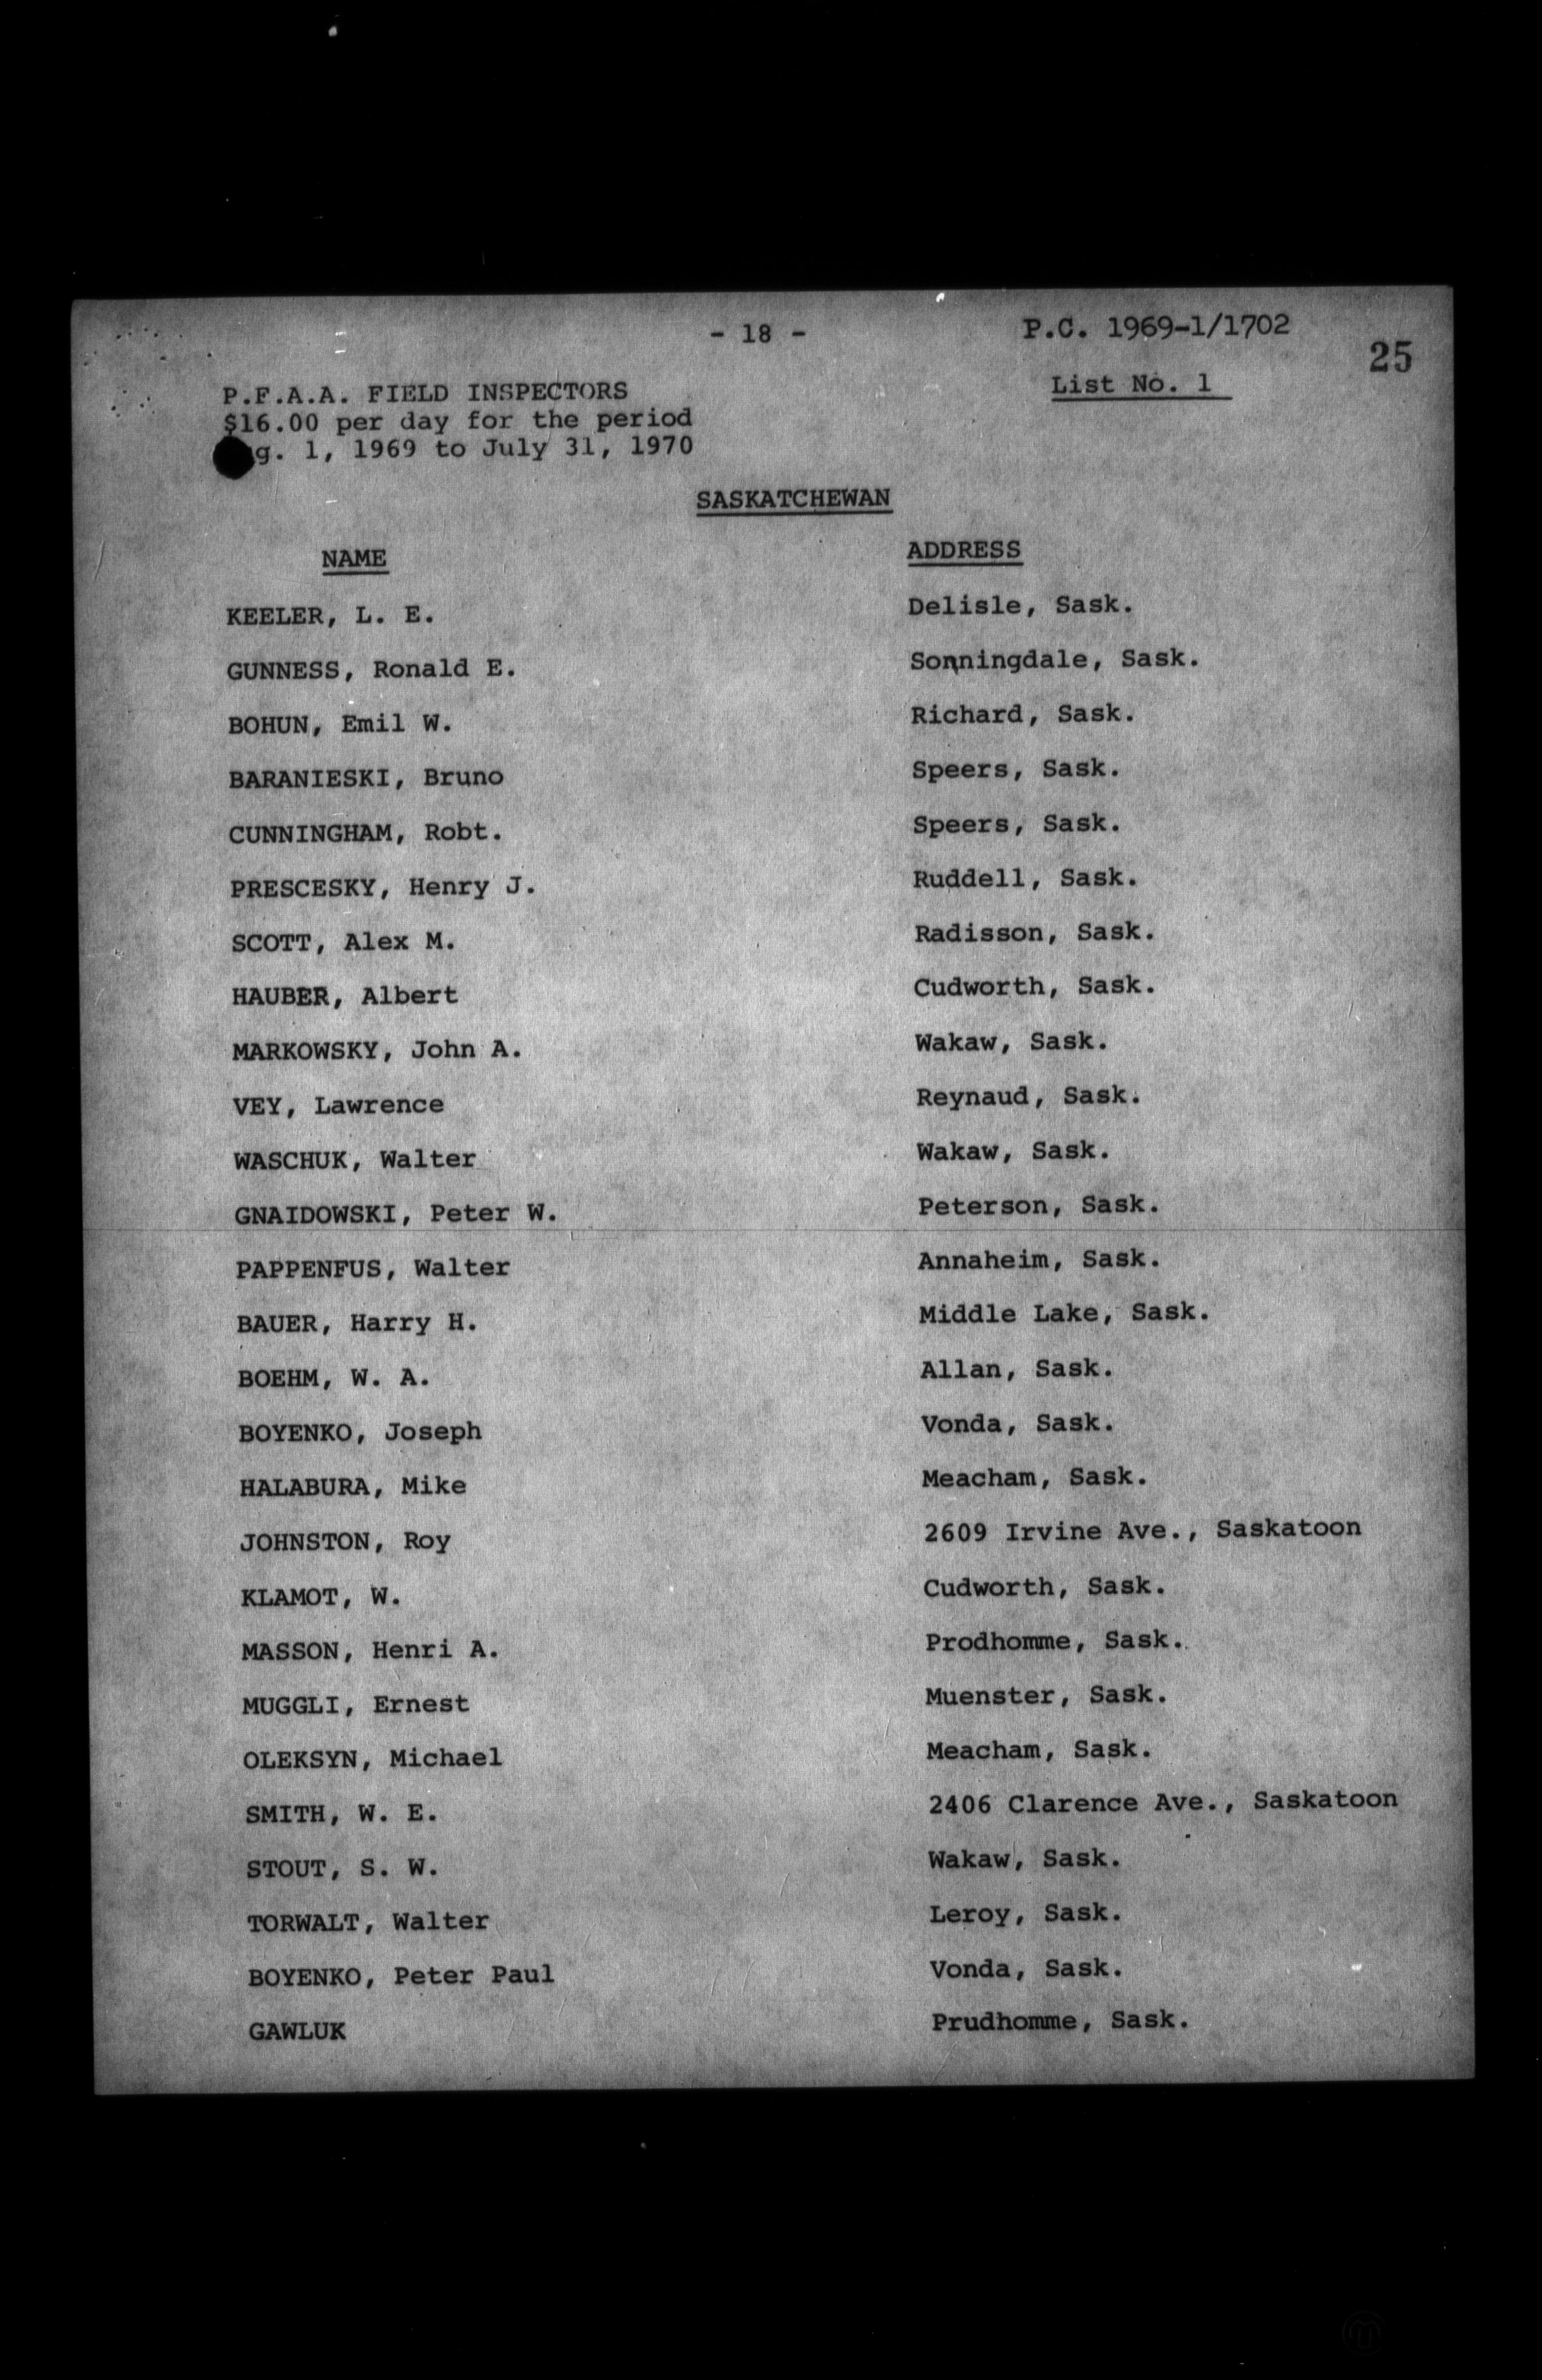 - 18 -
P.C. 1969-1/1702
25
P.F.A.A. FIELD INSPECTORS
List No. 1
$16.00 per day for the period
g. 1, 1969 to July 31, 1970
SASKATCHEWAN
NAME ADDRESS
KEELER, L. E. Delisle, Sask.
GUNNESS, Ronald E. Sonningdale, Sask.
BOHUN, Emil W. Richard, Sask.
BARANIESKI, Bruno Speers, Sask.
CUNNINGHAM, Robt. Speers, Sask.
PRESCESKY, Henry J. Ruddell, Sask.
SCOTT, Alex M. Radisson, Sask.
HAUBER, Albert Cudworth, Sask.
MARKOWSKY, John A. Wakaw, Sask.
VEY, Lawrence Reynaud, Sask.
WASCHUK, Walter Wakaw, Sask.
GNAIDOWSKI, Peter W. Peterson, Sask.
PAPPENFUS, Walter Annaheim, Sask.
BAUER, Harry H. Middle Lake, Sask.
BOEHM, W. A. Allan, Sask.
BOYENKO, Joseph Vonda, Sask.
HALABURA, Mike Meacham, Sask.
JOHNSTON, Roy 2609 Irvine Ave., Saskatoon
KLAMOT, W. Cudworth, Sask.
MASSON, Henri A. Prodhomme, Sask.
MUGGLI, Ernest Muenster, Sask.
OLEKSYN, Michael Meacham, Sask.
SMITH, W. E. 2406 Clarence Ave., Saskatoon
STOUT, S. W. Wakaw, Sask.
TORWALT, Walter Leroy, Sask.
BOYENKO, Peter Paul Vonda, Sask.
GAWLUK Prudhomme, Sask.